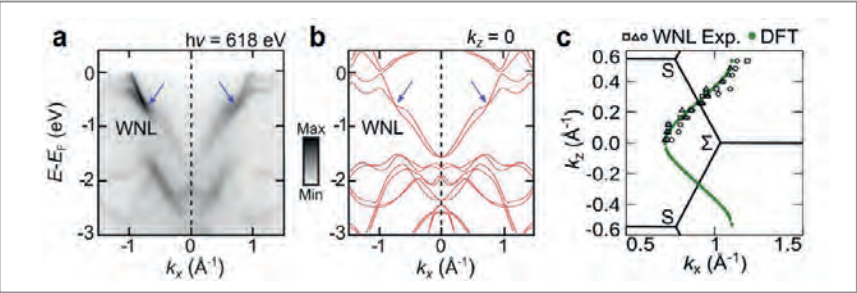 a hν = 618 eV
b k_z = 0
c □△○ WNL Exp. ● DFT
0
-1
-2
-3
E-E_F (eV)
WNL
-1 0 1
k_x (Å⁻¹)
Max
Min
WNL
-1 0 1
k_x (Å⁻¹)
0.6
0.4
0.2
0.0
-0.2
-0.4
-0.6
k_z (Å⁻¹)
S
Σ
S
0.5 1.0 1.5
k_x (Å⁻¹)